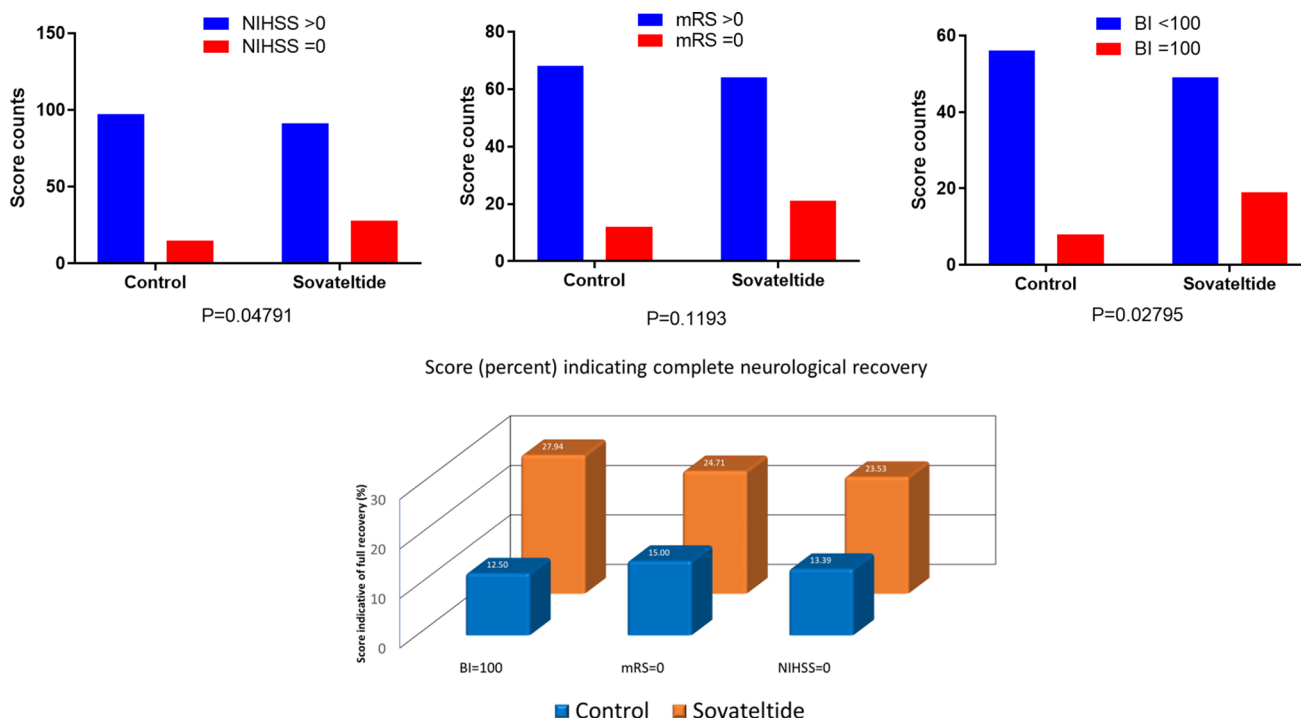 NIHSS >0
NIHSS =0
150
100
50
0
Score counts
Control Sovateltide
P=0.04791
mRS >0
mRS =0
80
60
40
20
0
Score counts
Control Sovateltide
P=0.1193
BI <100
BI =100
60
40
20
0
Score counts
Control Sovateltide
P=0.02795
Score (percent) indicating complete neurological recovery
Score indicative of full recovery (%)
30
20
10
0
27.94 24.71 23.53
12.50 15.00 13.39
BI=100 mRS=0 NIHSS=0
Control Sovateltide